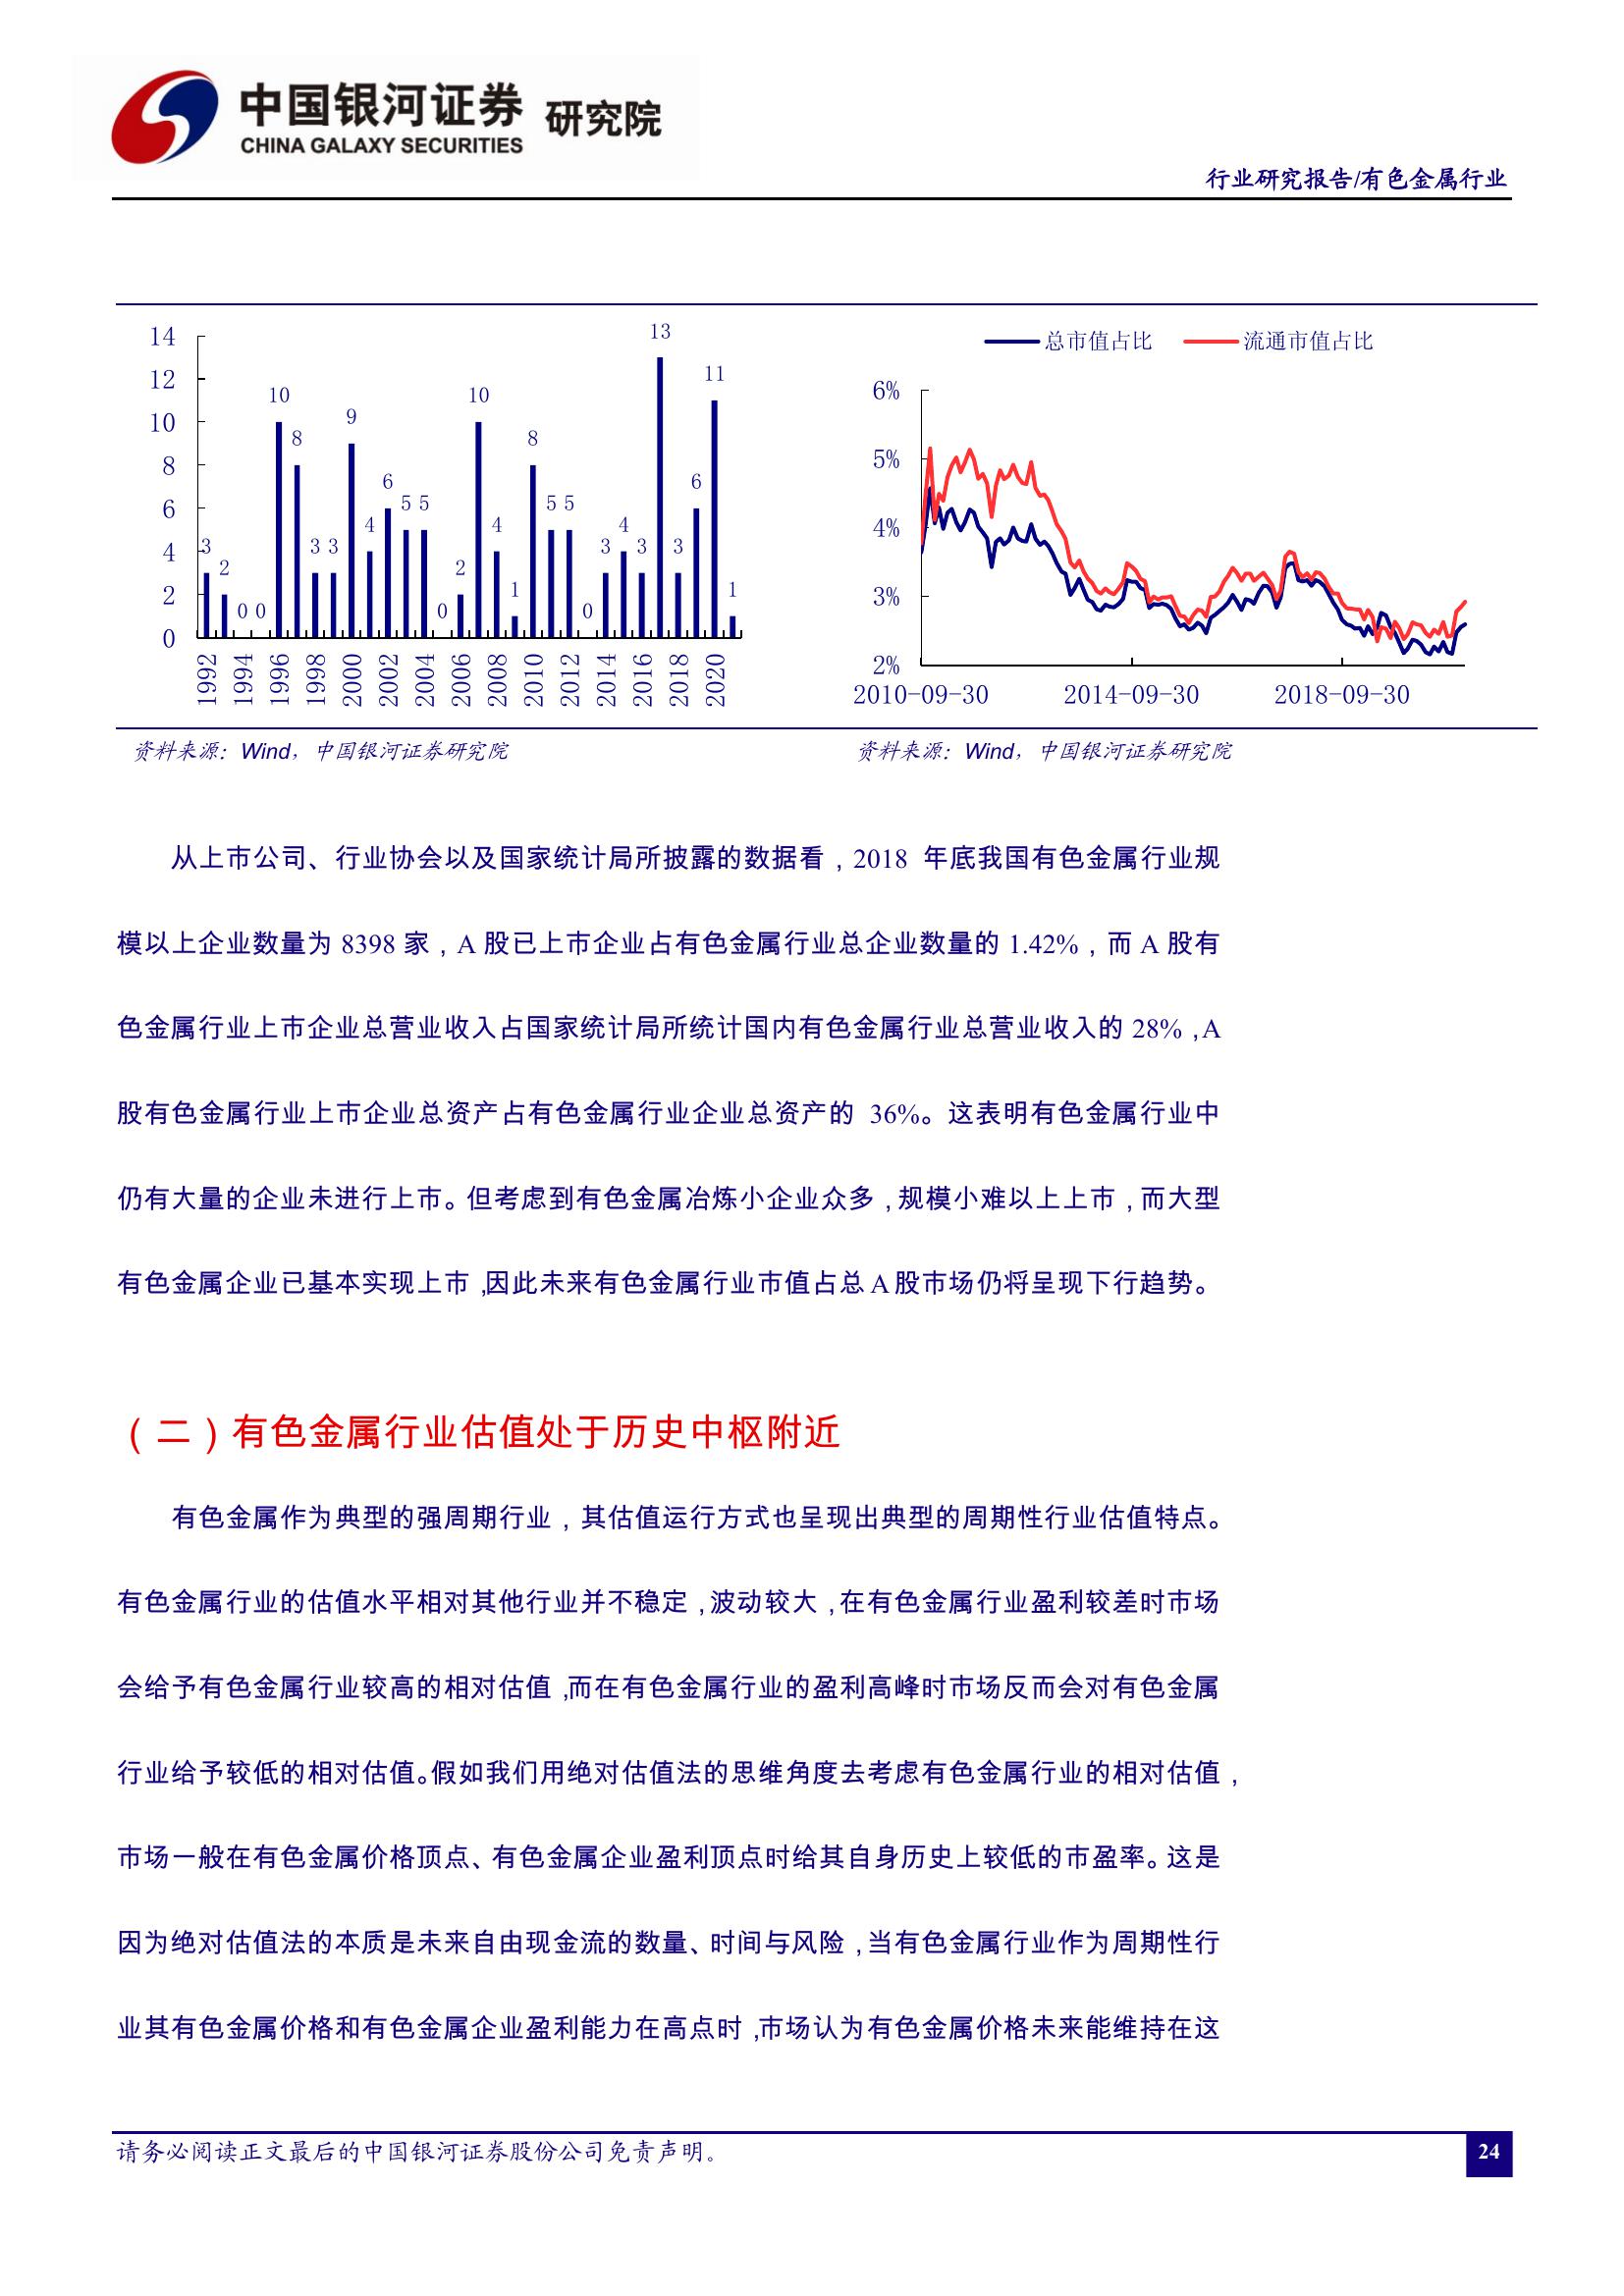 中国银河证券 研究院
CHINA GALAXY SECURITIES
行业研究报告/有色金属行业
14
12
10
8
6
4
2
0
3 2 0 0 10 8 3 3 9 4 6 5 5 0 2 10 4 1 8 5 5 0 3 4 3 13 3 6 11 1
1992 1994 1996 1998 2000 2002 2004 2006 2008 2010 2012 2014 2016 2018 2020
总市值占比 流通市值占比
6%
5%
4%
3%
2%
2010-09-30 2014-09-30 2018-09-30
资料来源：Wind，中国银河证券研究院
资料来源：Wind，中国银河证券研究院
从上市公司、行业协会以及国家统计局所披露的数据看，2018 年底我国有色金属行业规
模以上企业数量为 8398 家，A 股已上市企业占有色金属行业总企业数量的 1.42%，而 A 股有
色金属行业上市企业总营业收入占国家统计局所统计国内有色金属行业总营业收入的 28%，A
股有色金属行业上市企业总资产占有色金属行业企业总资产的 36%。这表明有色金属行业中
仍有大量的企业未进行上市。但考虑到有色金属冶炼小企业众多，规模小难以上上市，而大型
有色金属企业已基本实现上市，因此未来有色金属行业市值占总 A 股市场仍将呈现下行趋势。
（二）有色金属行业估值处于历史中枢附近
有色金属作为典型的强周期行业，其估值运行方式也呈现出典型的周期性行业估值特点。
有色金属行业的估值水平相对其他行业并不稳定，波动较大，在有色金属行业盈利较差时市场
会给予有色金属行业较高的相对估值，而在有色金属行业的盈利高峰时市场反而会对有色金属
行业给予较低的相对估值。假如我们用绝对估值法的思维角度去考虑有色金属行业的相对估值，
市场一般在有色金属价格顶点、有色金属企业盈利顶点时给其自身历史上较低的市盈率。这是
因为绝对估值法的本质是未来自由现金流的数量、时间与风险，当有色金属行业作为周期性行
业其有色金属价格和有色金属企业盈利能力在高点时，市场认为有色金属价格未来能维持在这
请务必阅读正文最后的中国银河证券股份公司免责声明。
24